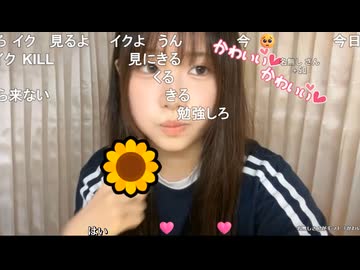 ろ イク 見るよ イクよ うん 今 今日
イク KILL 見にきる
かわいい
くる
かわいい
ら来ない きる
勉強しろ
はい